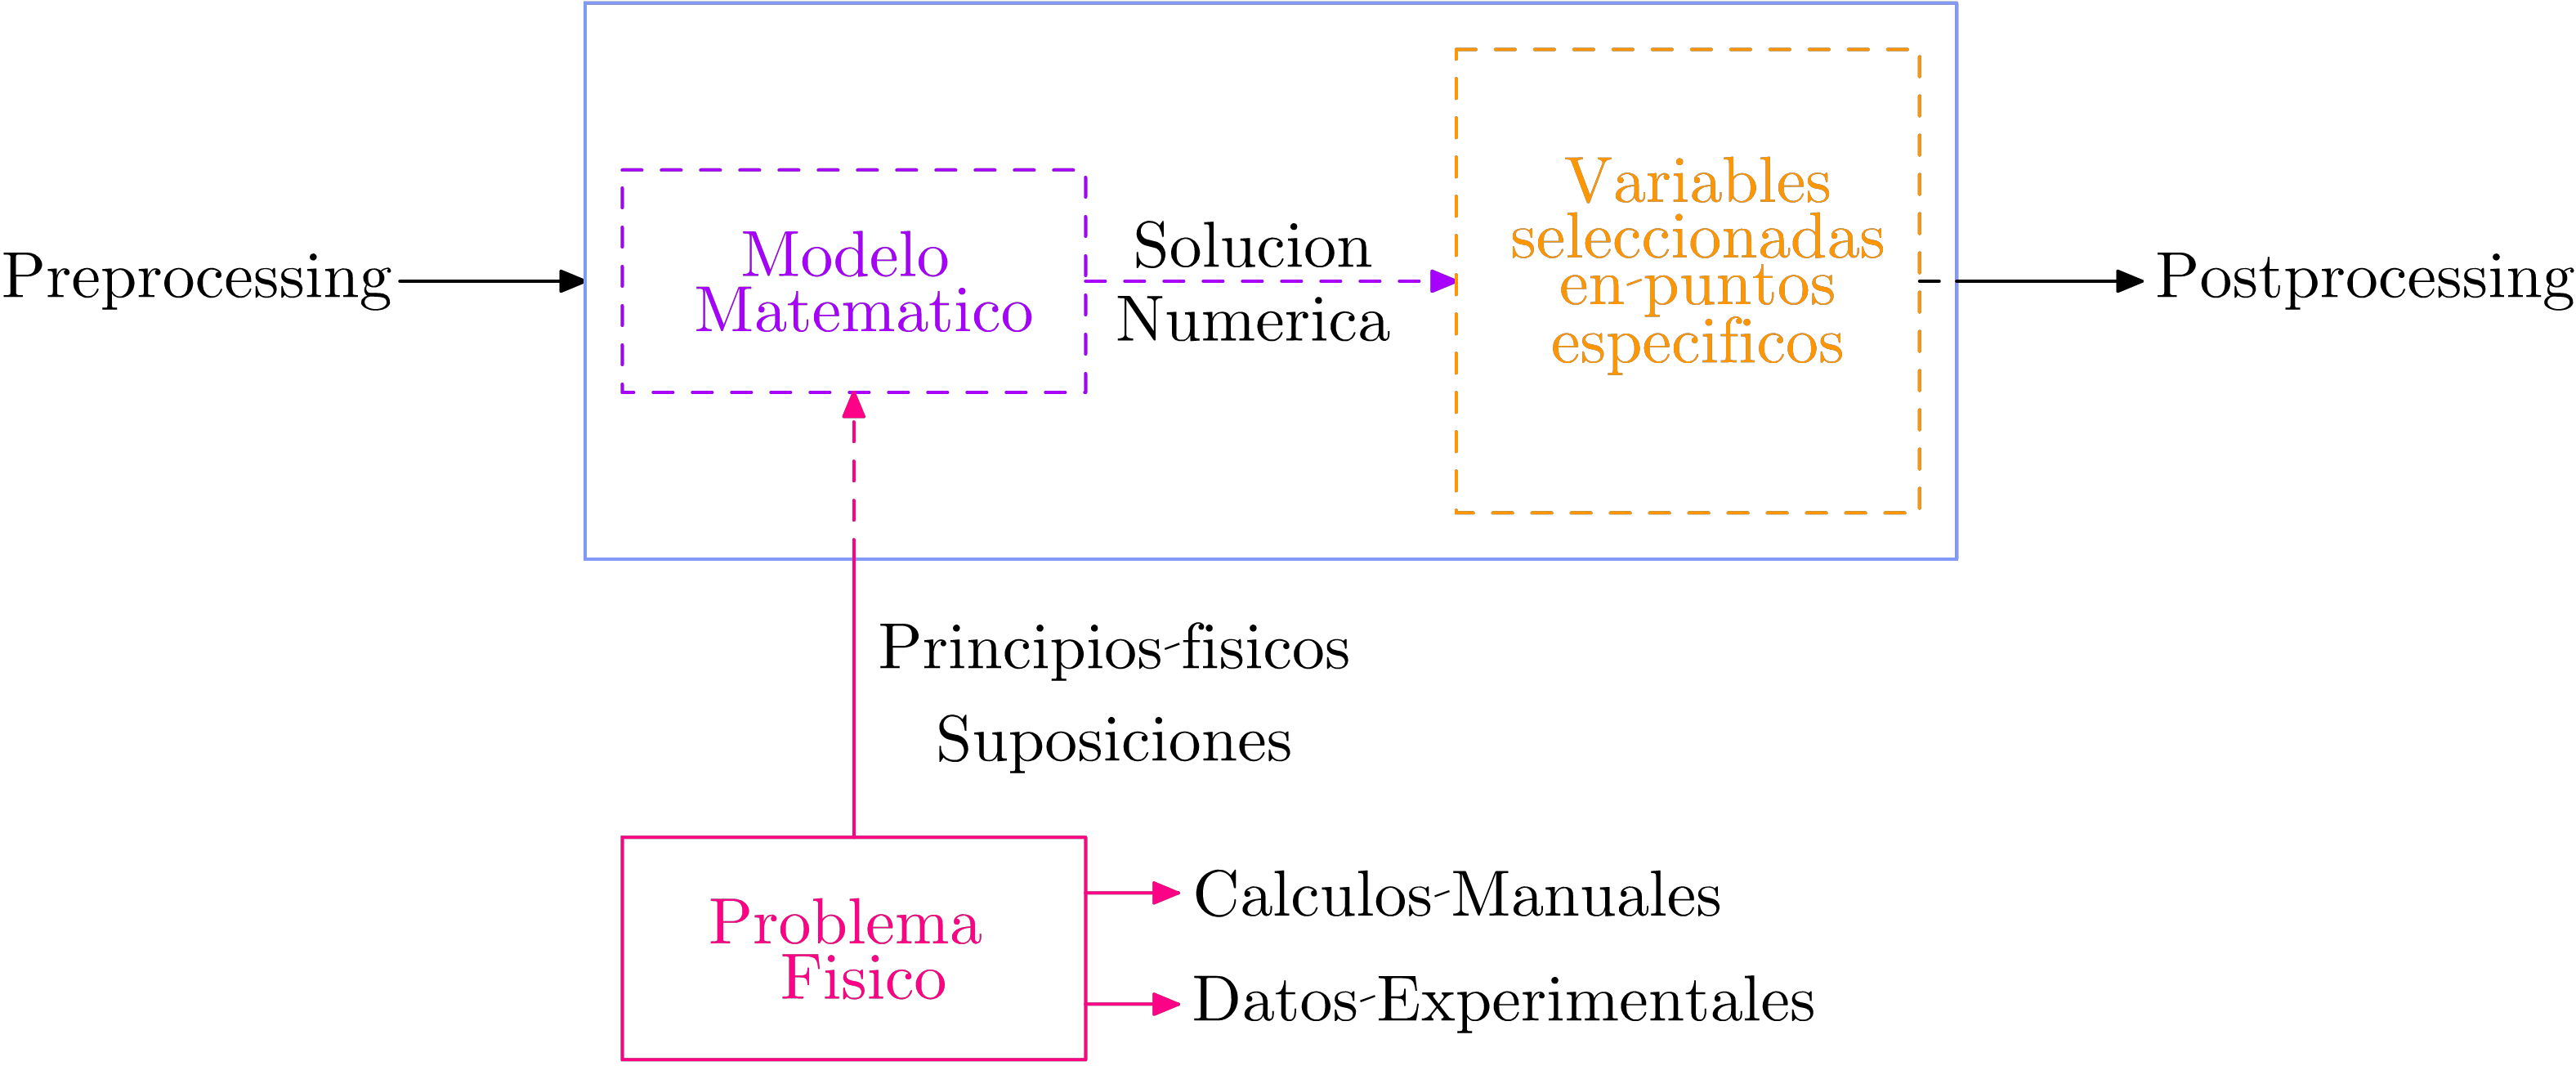 Preprocessing
Modelo
Matematico
Solucion
Numerica
Variables
seleccionadas
en-puntos
especificos
Postprocessing
Principios-fisicos
Suposiciones
Problema
Fisico
Calculos-Manuales
Datos-Experimentales